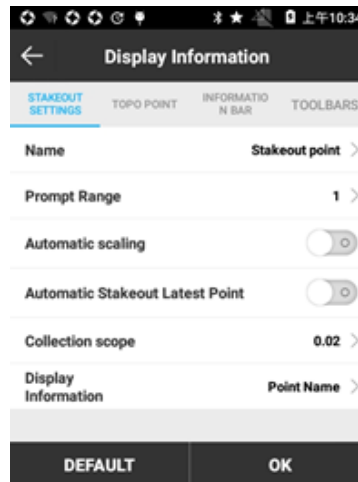 上午10:34
Display Information
STAKEOUT
SETTINGS
TOPO POINT
INFORMATIO
N BAR
TOOLBARS
Name
Stakeout point
Prompt Range
1
Automatic scaling
Automatic Stakeout Latest Point
Collection scope
0.02
Display
Information
Point Name
DEFAULT
OK